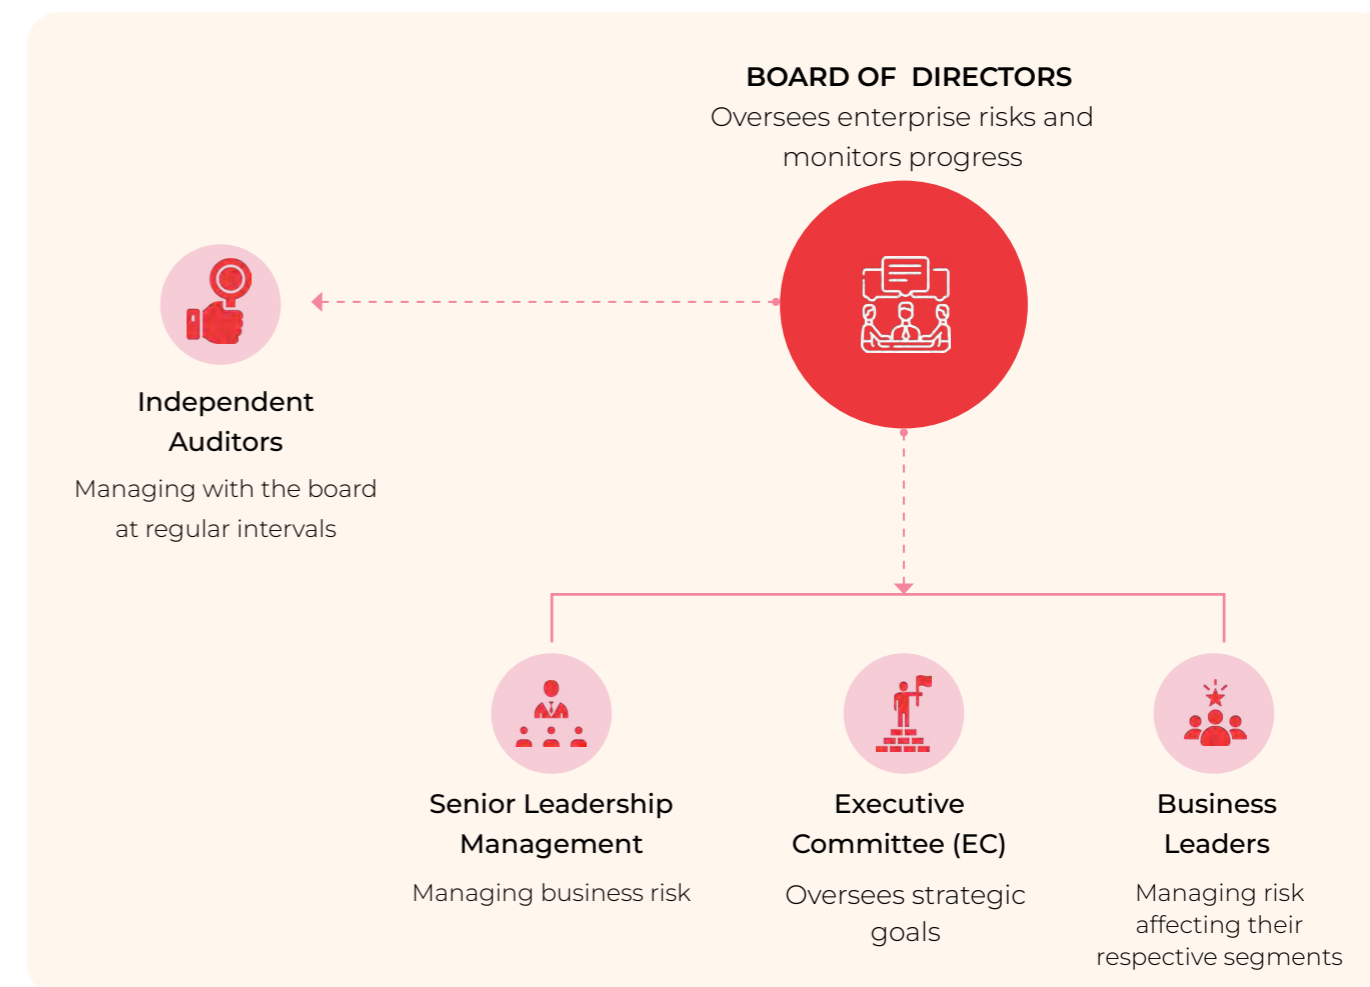 BOARD OF DIRECTORS
Oversees enterprise risks and
monitors progress
Independent
Auditors
Managing with the board
at regular intervals
Senior Leadership
Management
Managing business risk
Executive
Committee (EC)
Oversees strategic
goals
Business
Leaders
Managing risk
affecting their
respective segments